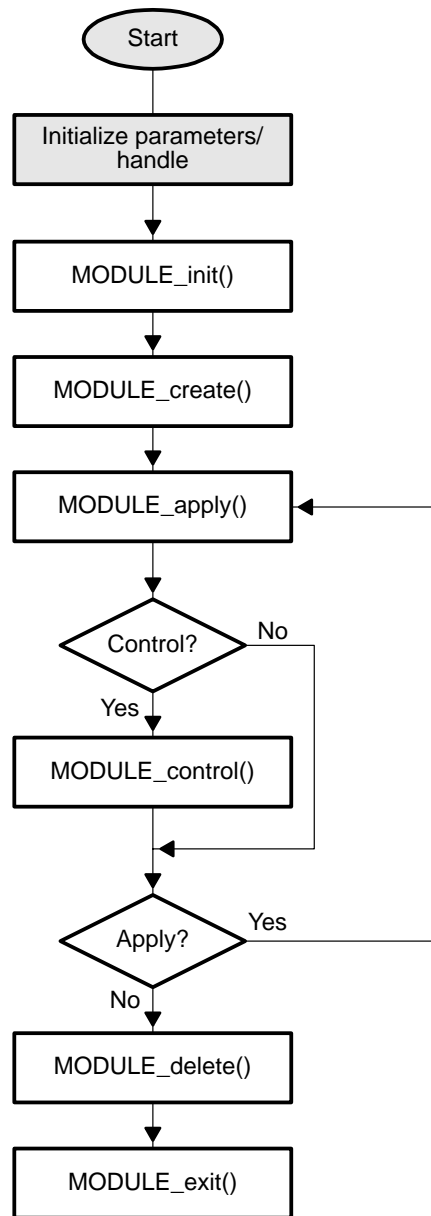 Start
Initialize parameters/
handle
MODULE_init()
MODULE_create()
MODULE_apply()
Control?
No
Yes
MODULE_control()
Apply?
Yes
No
MODULE_delete()
MODULE_exit()